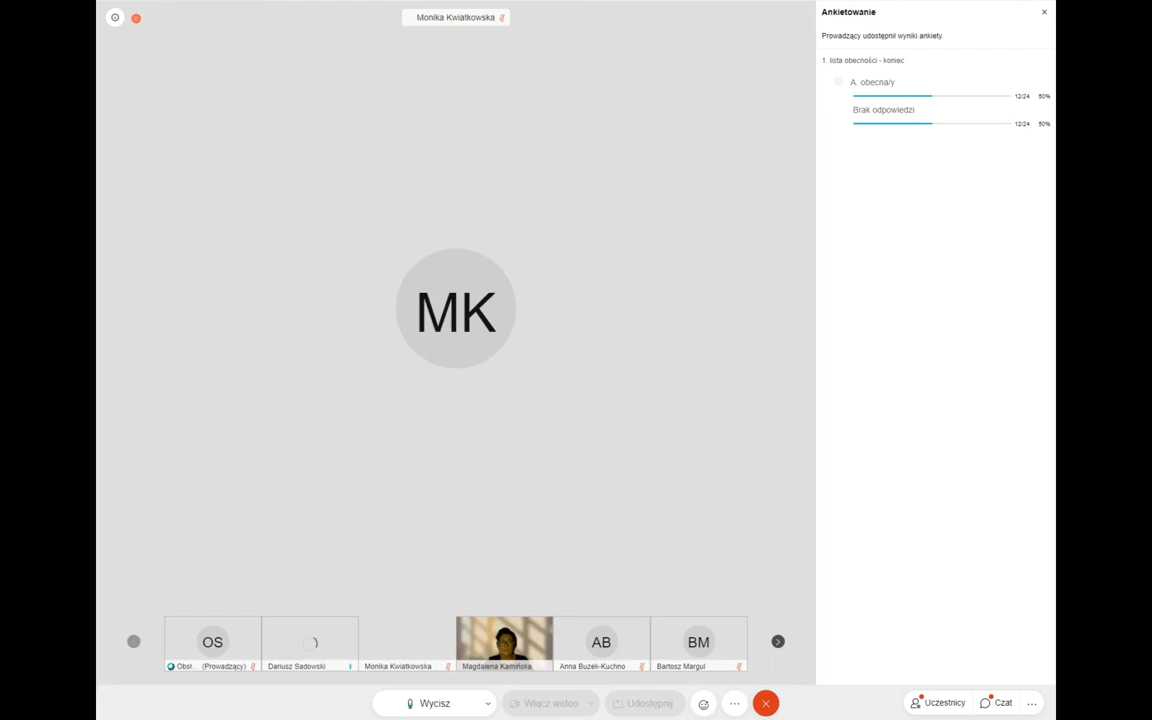 Monika Kwiatkowska
Ankietowanie
Prowadzący udostępnił wyniki ankiety.
1. lista obecności - koniec
A. obecna/y
12/24 50%
Brak odpowiedzi
12/24 50%
MK
OS
AB
BM
Obsł... (Prowadzący)
Dariusz Sadowski
Monika Kwiatkowska
Magdalena Kamińska
Anna Buzek-Kuchno
Bartosz Margul
Wycisz
Włącz wideo
Udostępnij
Uczestnicy
Czat